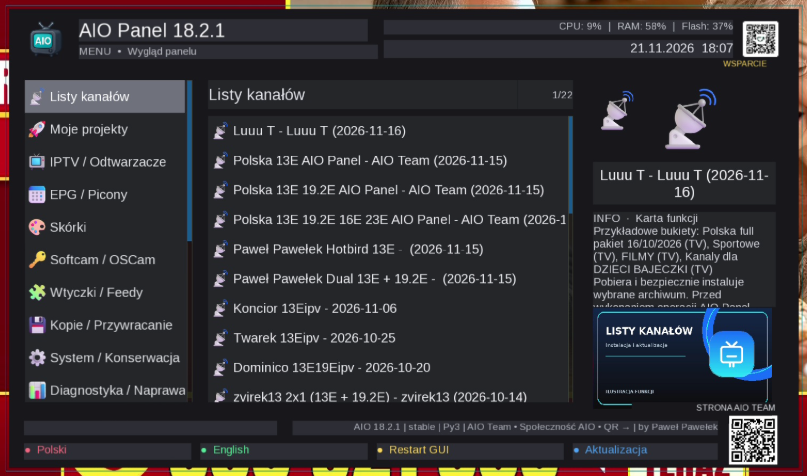 AIO
AIO Panel 18.2.1
MENU • Wygląd panelu
CPU: 9% | RAM: 58% | Flash: 37%
21.11.2026 18:07
WSPARCIE
Listy kanałów
Moje projekty
IPTV / Odtwarzacze
EPG / Picony
Skórki
Softcam / OSCam
Wtyczki / Feedy
Kopie / Przywracanie
System / Konserwacja
Diagnostyka / Naprawa
Listy kanałów
1/22
Luuu T - Luuu T (2026-11-16)
Polska 13E AIO Panel - AIO Team (2026-11-15)
Polska 13E 19.2E AIO Panel - AIO Team (2026-11-15)
Polska 13E 19.2E 16E 23E AIO Panel - AIO Team (2026-1
Paweł Pawełek Hotbird 13E - (2026-11-15)
Paweł Pawełek Dual 13E + 19.2E - (2026-11-15)
Koncior 13Eipv - 2026-11-06
Twarek 13Eipv - 2026-10-25
Dominico 13E19Eipv - 2026-10-20
zvirek13 2x1 (13E + 19.2E) - zvirek13 (2026-10-14)
Luuu T - Luuu T (2026-11-
16)
INFO · Karta funkcji
Przykładowe bukiety: Polska full
pakiet 16/10/2026 (TV), Sportowe
(TV), FILMY (TV), Kanały dla
DZIECI BAJECZKI (TV)
Pobiera i bezpiecznie instaluje
wybrane archiwum. Przed
wykonaniem operacji AIO Panel
LISTY KANAŁÓW
Instalacja i aktualizacja
ILUSTRACJA FUNKCJI
STRONA AIO TEAM
AIO 18.2.1 | stable | Py3 | AIO Team • Społeczność AIO • QR → | by Paweł Pawełek
Polski
English
Restart GUI
Aktualizacja